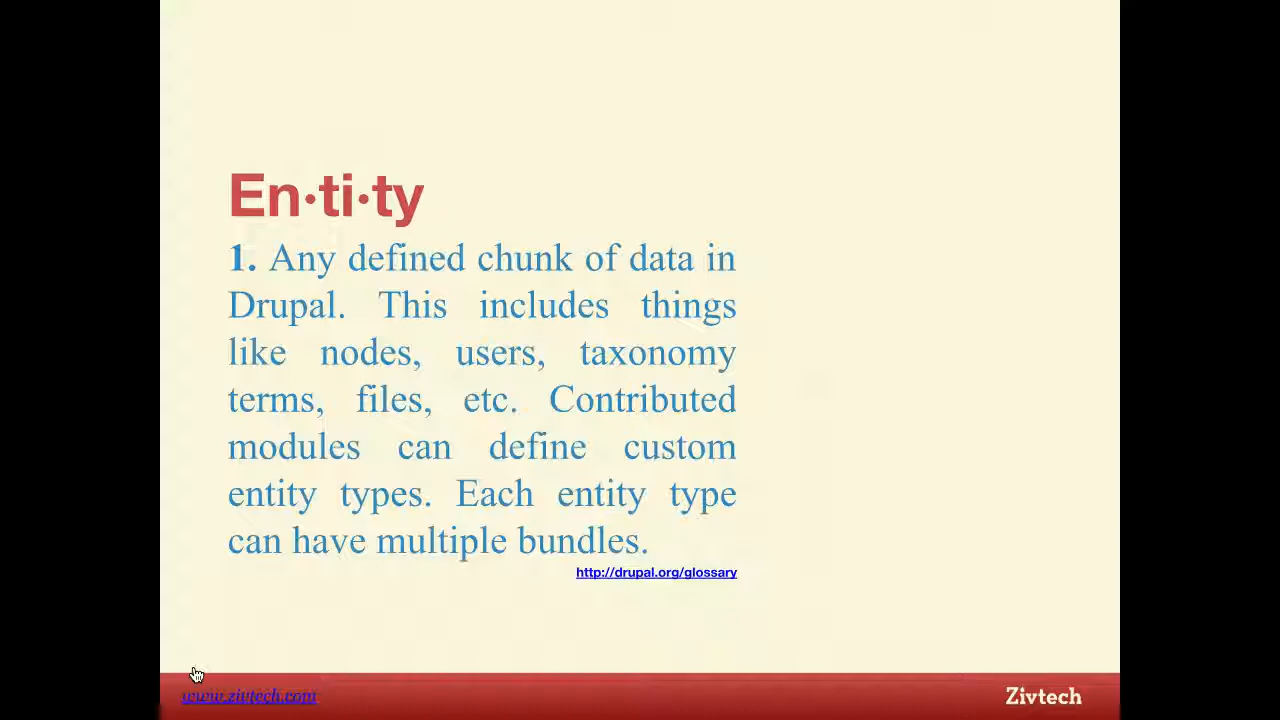 En·ti·ty
1. Any defined chunk of data in
Drupal. This includes things
like nodes, users, taxonomy
terms, files, etc. Contributed
modules can define custom
entity types. Each entity type
can have multiple bundles.
http://drupal.org/glossary
www.zivtech.com
Zivtech